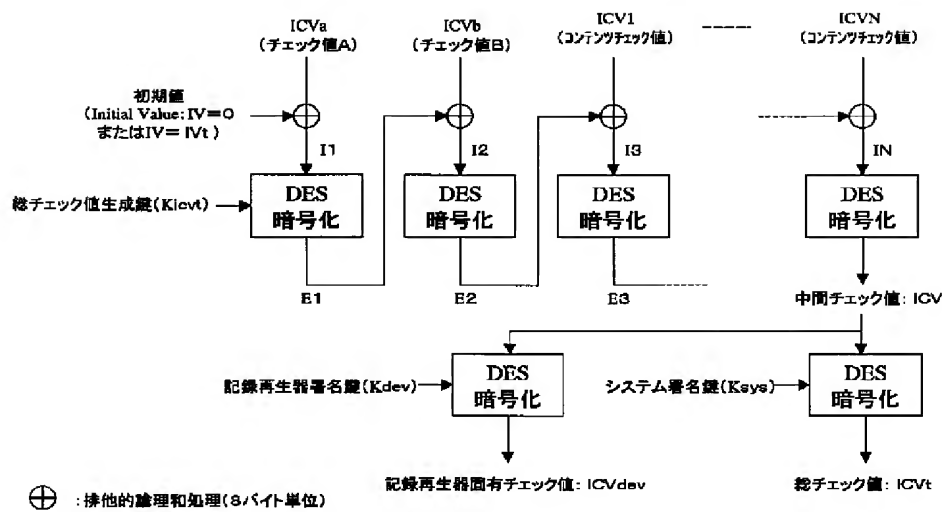 ICVa
(チェック値A)
ICVb
(チェック値B)
ICV1
(コンテンツチェック値)
ICVN
(コンテンツチェック値)
初期値
(Initial Value: IV=0
またはIV= IVt )
I1
I2
I3
IN
総チェック値生成鍵(Kicvt)
DES
暗号化
DES
暗号化
DES
暗号化
DES
暗号化
E1
E2
E3
中間チェック値: ICV
記録再生器署名鍵(Kdev)
DES
暗号化
システム署名鍵(Ksys)
DES
暗号化
記録再生器固有チェック値: ICVdev
総チェック値: ICVt
:排他的論理和処理(8バイト単位)